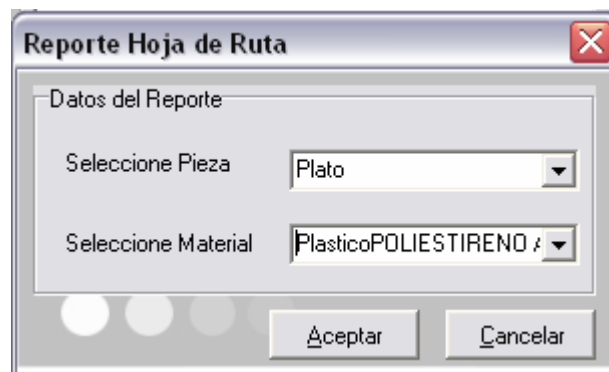 Reporte Hoja de Ruta
Datos del Reporte
Seleccione Pieza Plato
Seleccione Material PlasticoPOLIESTIRENO
Aceptar Cancelar